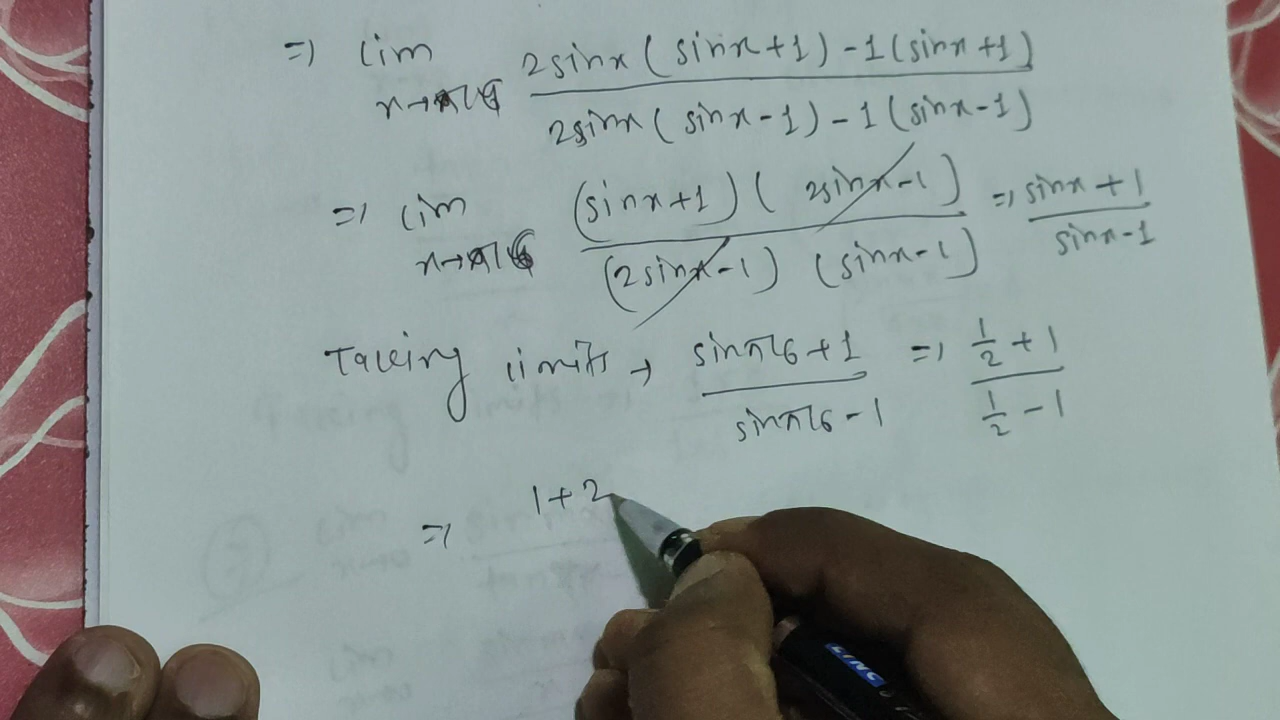 =) lim 2sinx ( sinx + 1 ) - 1 ( sinx + 1 )
x→π/6 2sinx ( sinx - 1 ) - 1 ( sinx - 1 )
=) lim (sinx+1) ( 2sinx-1 ) =) sinx + 1
x→π/6 (2sinx-1) (sinx-1) sinx-1
Taking limits → sinπ/6 + 1 =) 1/2 + 1
sinπ/6 - 1 1/2 - 1
=) 1+2
LINC